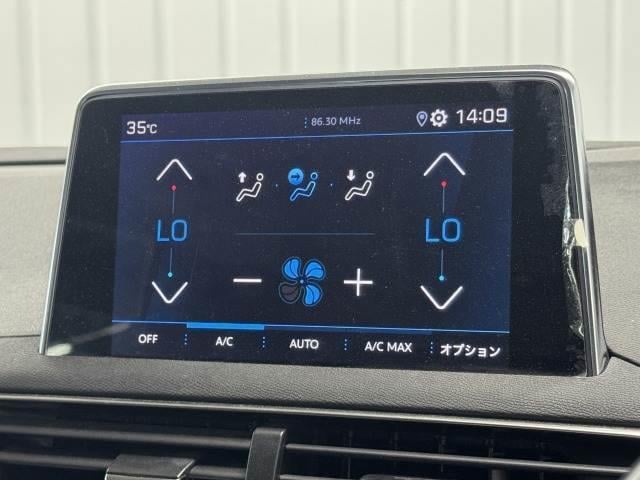 35°C 86.30 MHz 14:09
LO LO
OFF A/C AUTO A/C MAX オプション